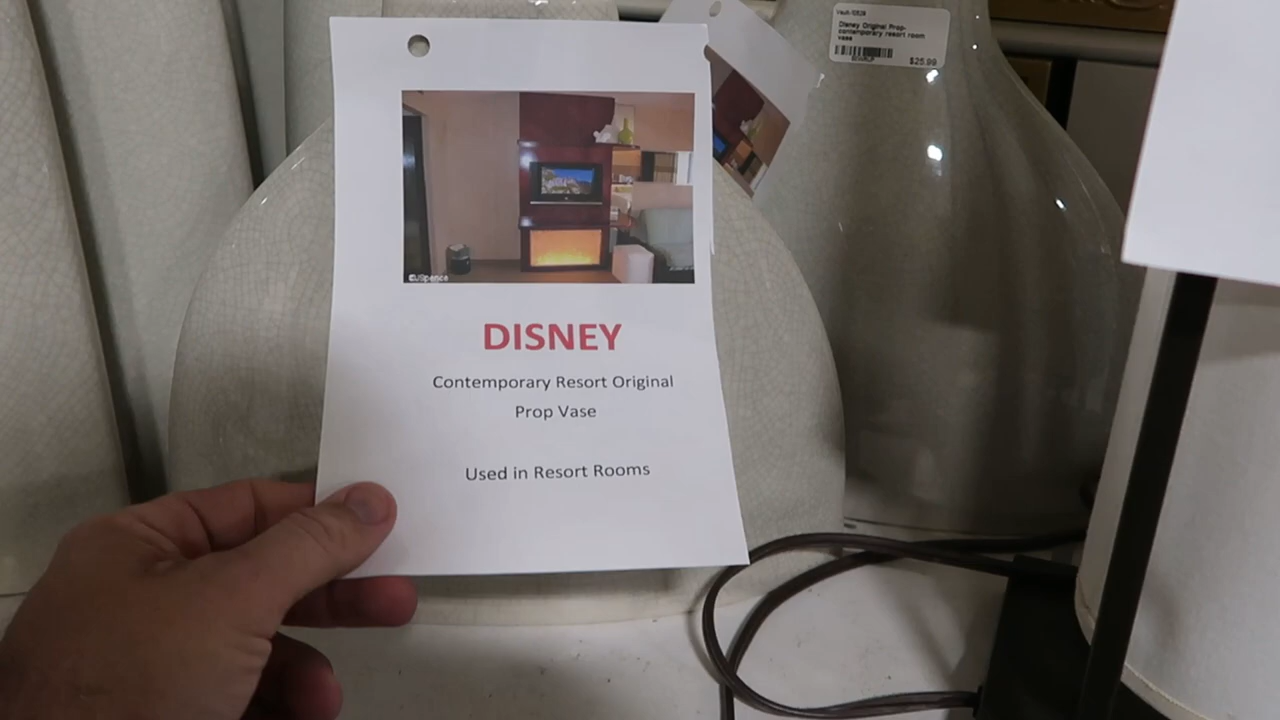 Disney Original Prop-
contemporary resort room
vase
$25.99
©JSpence
DISNEY
Contemporary Resort Original
Prop Vase
Used in Resort Rooms